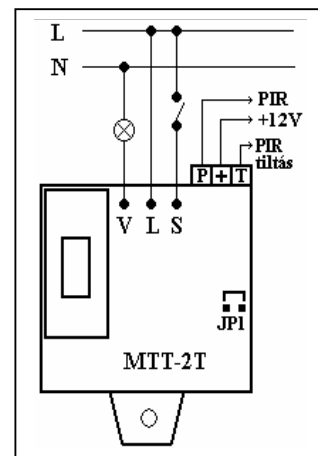 L
N
PIR
+12V
PIR
tiltás
P + T
V L S
JP1
MTT-2T